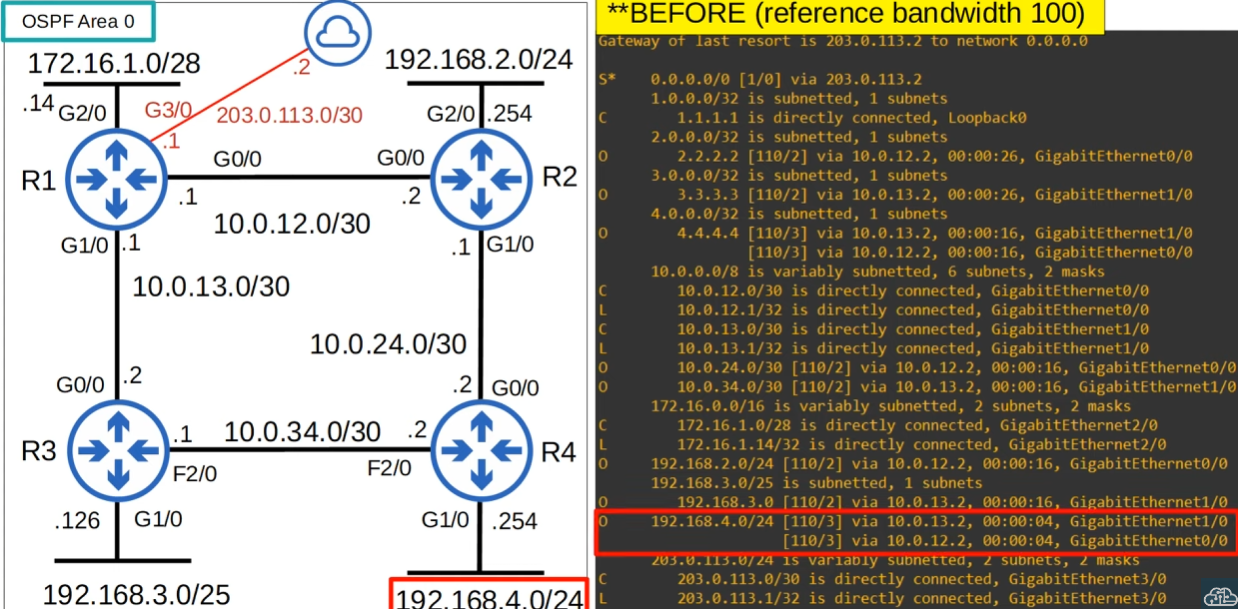 OSPF Area 0
172.16.1.0/28
.14
G2/0
G3/0
.1
203.0.113.0/30
.2
192.168.2.0/24
G2/0
.254
R1
G0/0
.1
G0/0
.2
R2
10.0.12.0/30
G1/0
.1
.1
G1/0
10.0.13.0/30
10.0.24.0/30
G0/0
.2
.2
G0/0
R3
.1
10.0.34.0/30
.2
R4
F2/0
F2/0
.126
G1/0
G1/0
.254
192.168.3.0/25
192.168.4.0/24
**BEFORE (reference bandwidth 100)
Gateway of last resort is 203.0.113.2 to network 0.0.0.0
S* 0.0.0.0/0 [1/0] via 203.0.113.2
1.0.0.0/32 is subnetted, 1 subnets
C 1.1.1.1 is directly connected, Loopback0
2.0.0.0/32 is subnetted, 1 subnets
O 2.2.2.2 [110/2] via 10.0.12.2, 00:00:26, GigabitEthernet0/0
3.0.0.0/32 is subnetted, 1 subnets
O 3.3.3.3 [110/2] via 10.0.13.2, 00:00:26, GigabitEthernet1/0
4.0.0.0/32 is subnetted, 1 subnets
O 4.4.4.4 [110/3] via 10.0.13.2, 00:00:16, GigabitEthernet1/0
[110/3] via 10.0.12.2, 00:00:16, GigabitEthernet0/0
10.0.0.0/8 is variably subnetted, 6 subnets, 2 masks
C 10.0.12.0/30 is directly connected, GigabitEthernet0/0
L 10.0.12.1/32 is directly connected, GigabitEthernet0/0
C 10.0.13.0/30 is directly connected, GigabitEthernet1/0
L 10.0.13.1/32 is directly connected, GigabitEthernet1/0
O 10.0.24.0/30 [110/2] via 10.0.12.2, 00:00:16, GigabitEthernet0/0
O 10.0.34.0/30 [110/2] via 10.0.13.2, 00:00:16, GigabitEthernet1/0
172.16.0.0/16 is variably subnetted, 2 subnets, 2 masks
C 172.16.1.0/28 is directly connected, GigabitEthernet2/0
L 172.16.1.14/32 is directly connected, GigabitEthernet2/0
O 192.168.2.0/24 [110/2] via 10.0.12.2, 00:00:16, GigabitEthernet0/0
192.168.3.0/25 is subnetted, 1 subnets
O 192.168.3.0 [110/2] via 10.0.13.2, 00:00:16, GigabitEthernet1/0
O 192.168.4.0/24 [110/3] via 10.0.13.2, 00:00:04, GigabitEthernet1/0
[110/3] via 10.0.12.2, 00:00:04, GigabitEthernet0/0
203.0.113.0/24 is variably subnetted, 2 subnets, 2 masks
C 203.0.113.0/30 is directly connected, GigabitEthernet3/0
L 203.0.113.1/32 is directly connected, GigabitEthernet3/0